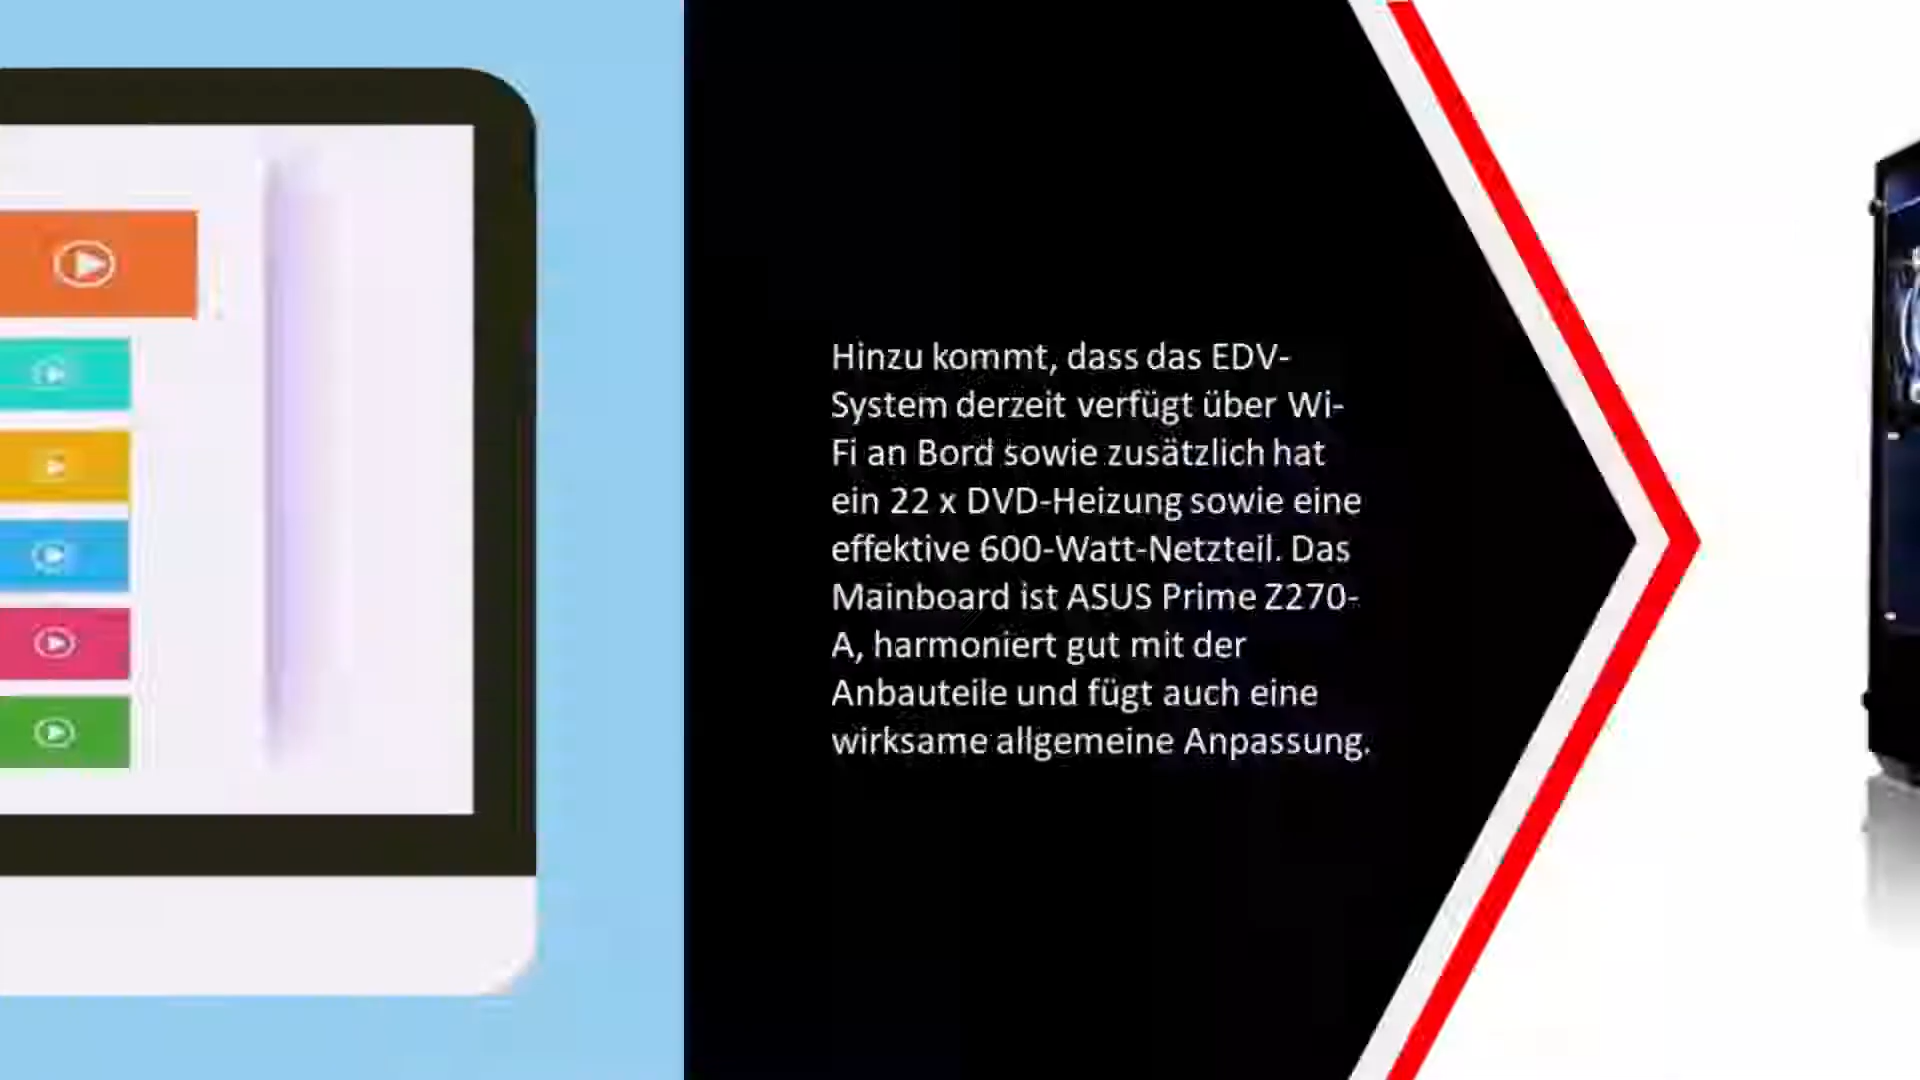 Hinzu kommt, dass das EDV-
System derzeit verfügt über Wi-
Fi an Bord sowie zusätzlich hat
ein 22 x DVD-Heizung sowie eine
effektive 600-Watt-Netzteil. Das
Mainboard ist ASUS Prime Z270-
A, harmoniert gut mit der
Anbauteile und fügt auch eine
wirksame allgemeine Anpassung.